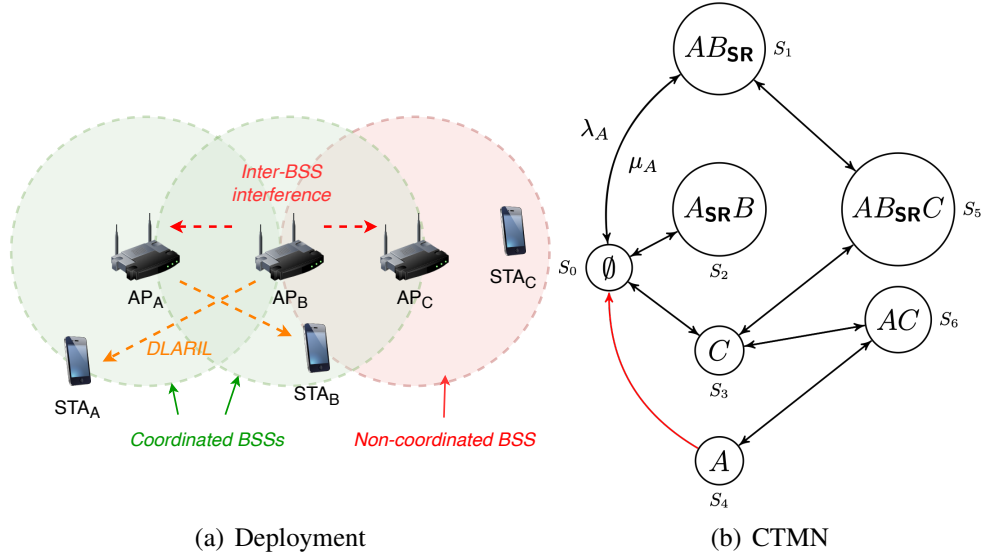 Inter-BSS
interference
AP_A
AP_B
AP_C
STA_C
DLARIL
STA_A
STA_B
Coordinated BSSs
Non-coordinated BSS
(a) Deployment
AB_SR
S_1
λ_A
μ_A
A_SR B
S_2
AB_SR C
S_5
S_0
∅
C
S_3
AC
S_6
A
S_4
(b) CTMN